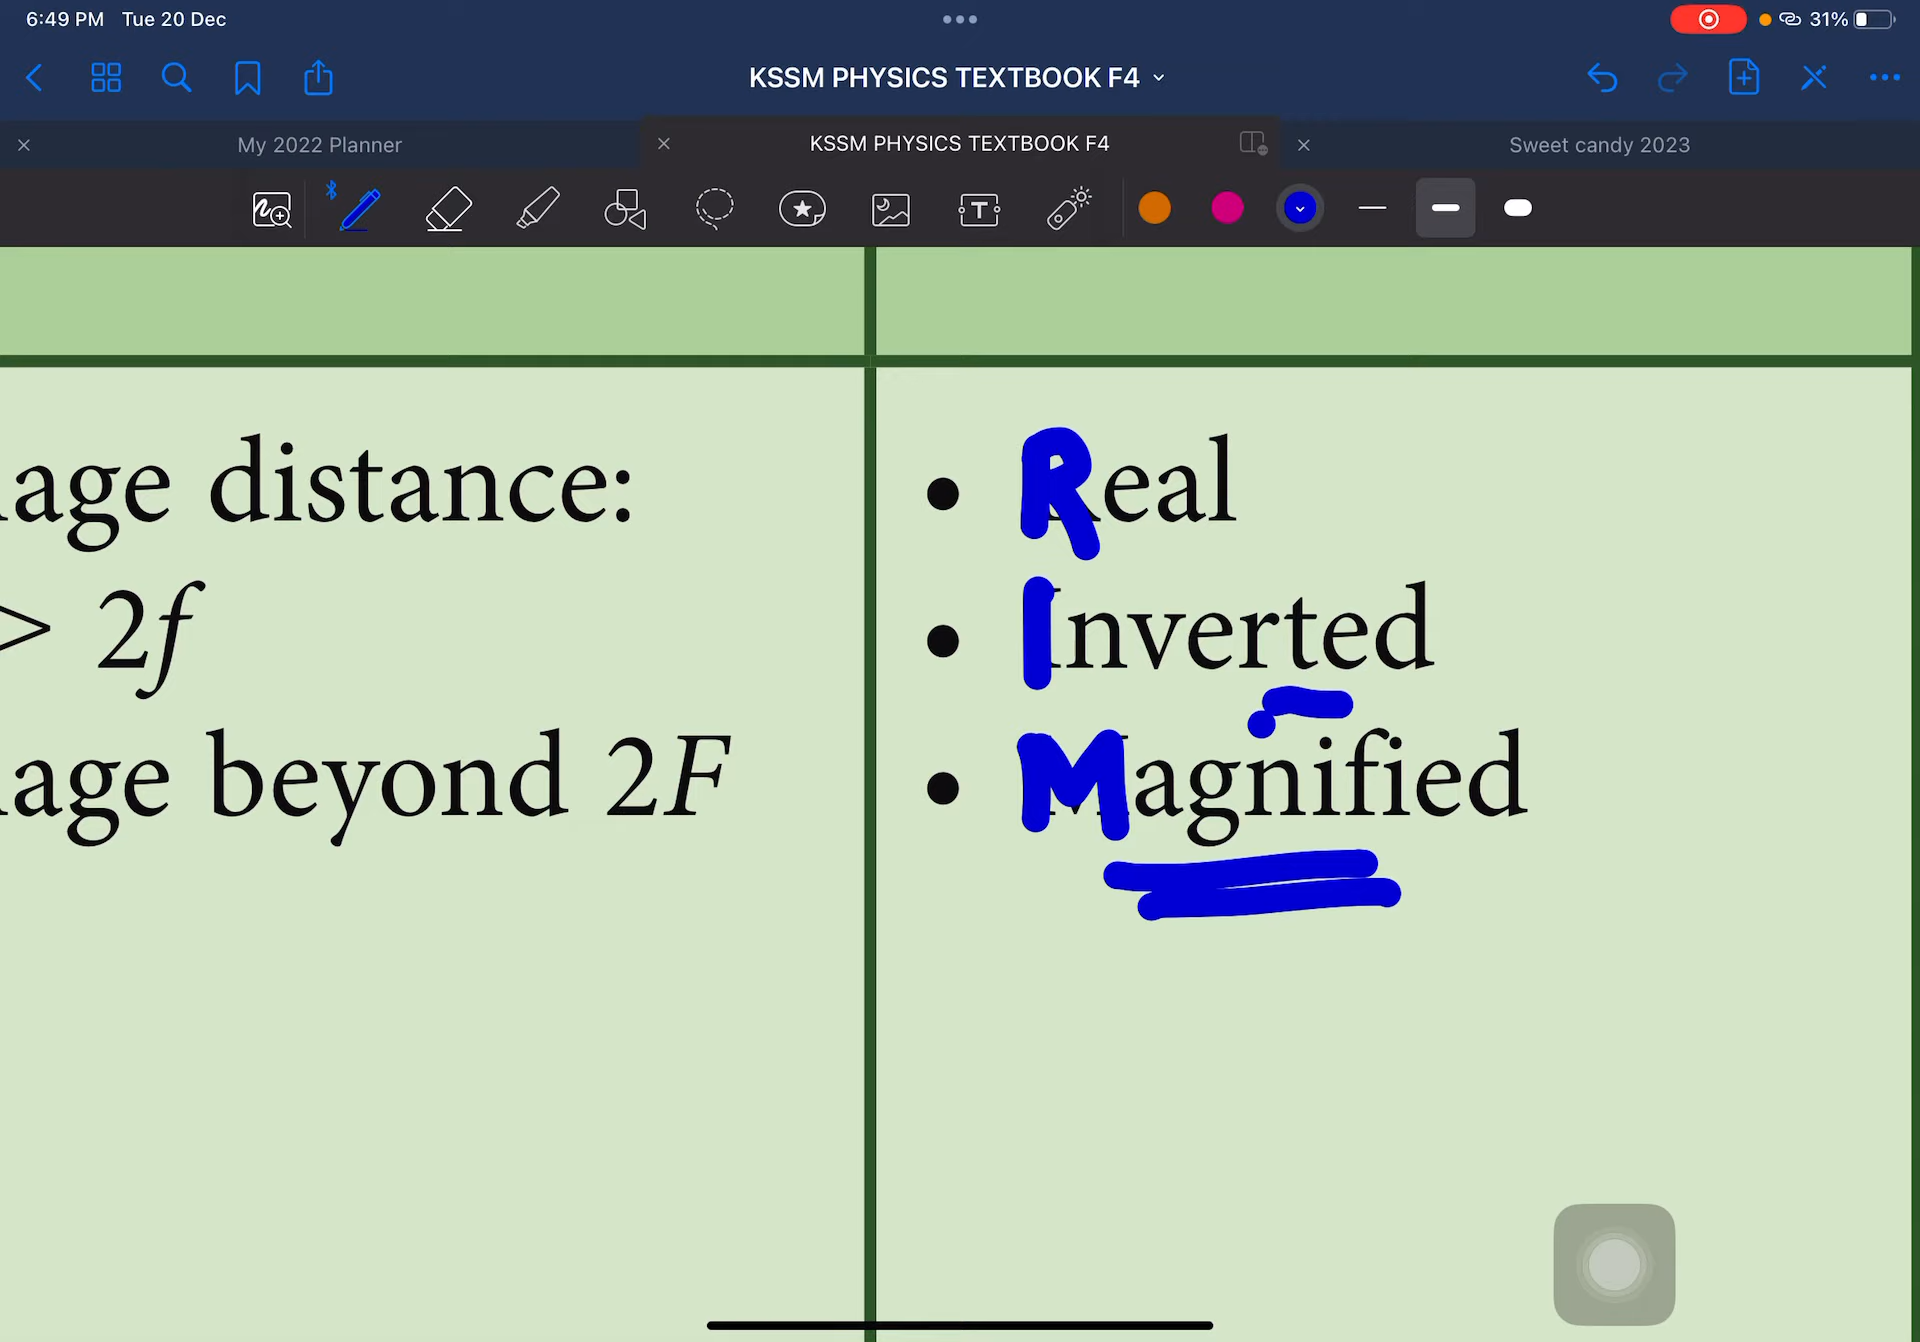 6:49 PM Tue 20 Dec
31%
KSSM PHYSICS TEXTBOOK F4
My 2022 Planner
KSSM PHYSICS TEXTBOOK F4
Sweet candy 2023
age distance:
> 2f
age beyond 2F
• Real
• Inverted
• Magnified